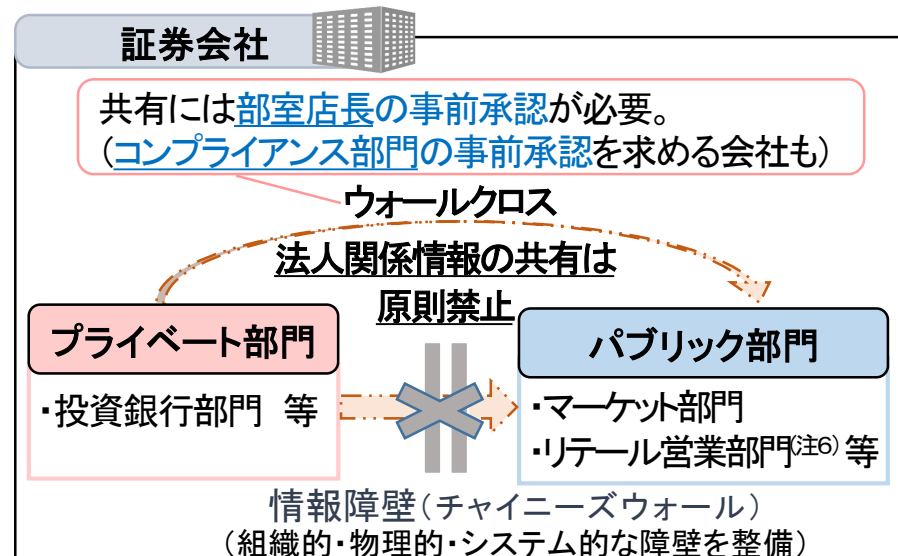 証券会社
共有には部室店長の事前承認が必要。
(コンプライアンス部門の事前承認を求める会社も)
ウォールクロス
法人関係情報の共有は
原則禁止
プライベート部門
・投資銀行部門 等
パブリック部門
・マーケット部門
・リテール営業部門(注6)等
情報障壁(チャイニーズウォール)
(組織的・物理的・システム的な障壁を整備)